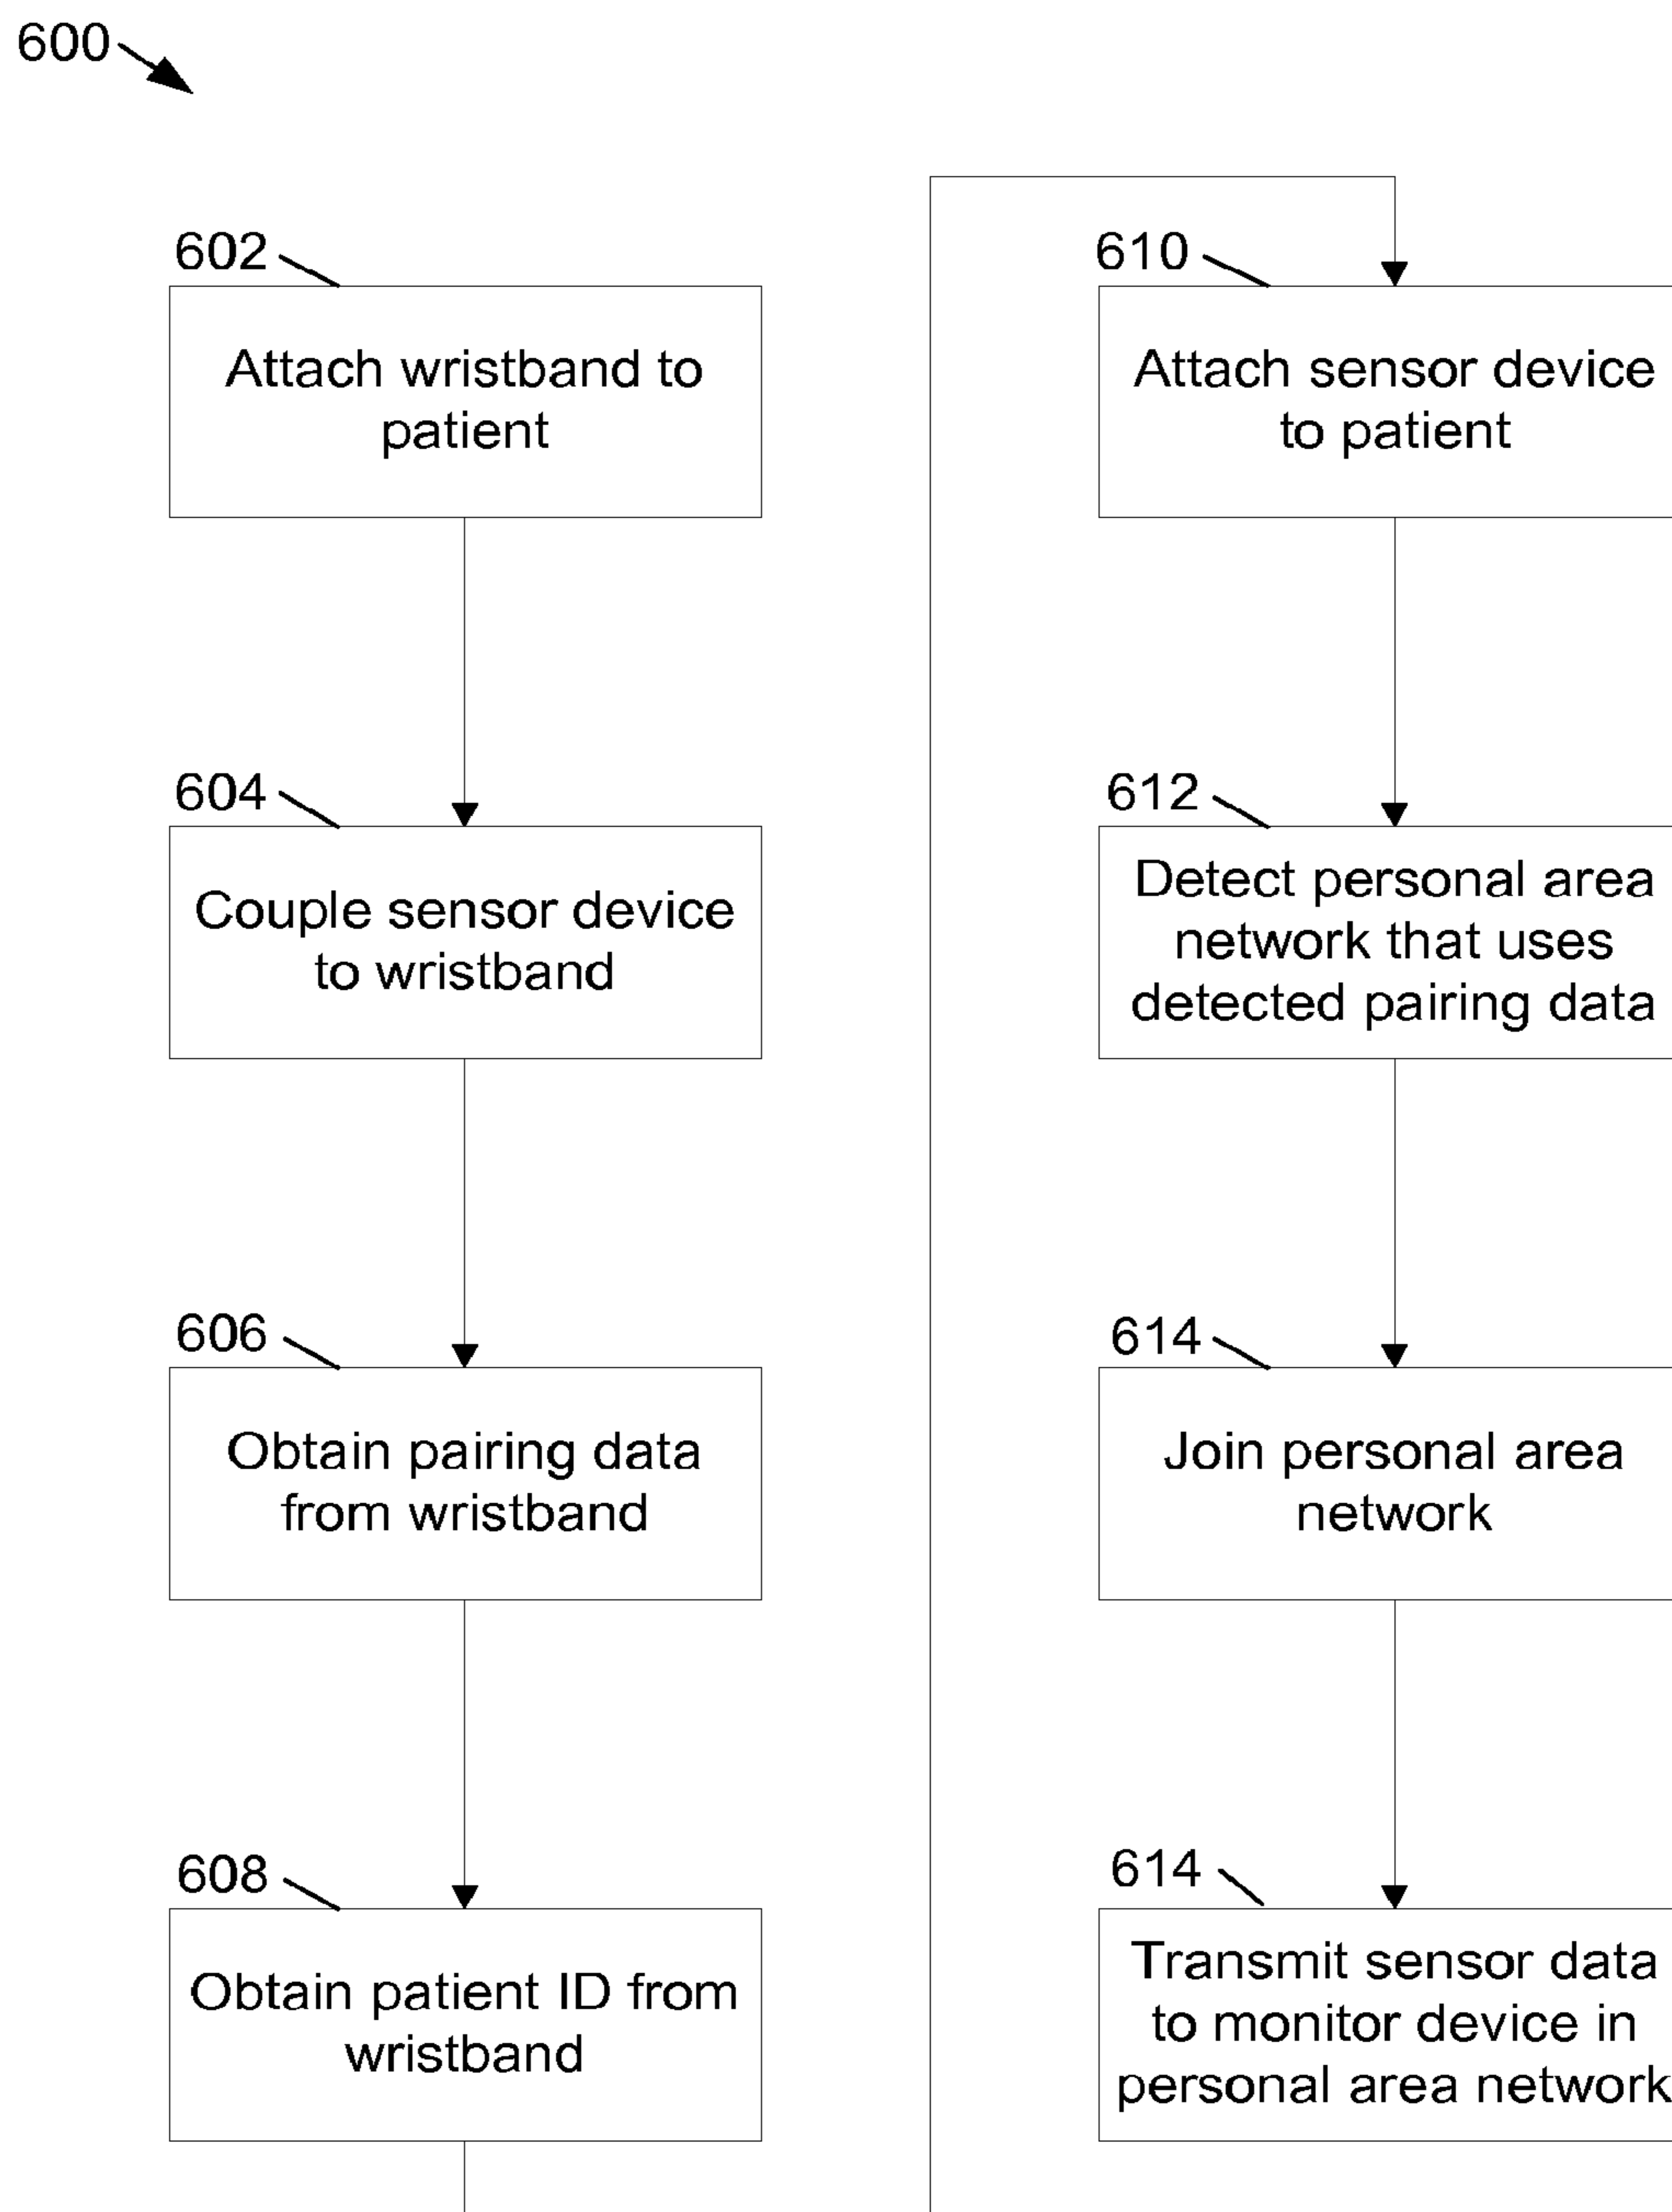 600
602
Attach wristband to
patient
604
Couple sensor device
to wristband
606
Obtain pairing data
from wristband
608
Obtain patient ID from
wristband
610
Attach sensor device
to patient
612
Detect personal area
network that uses
detected pairing data
614
Join personal area
network
614
Transmit sensor data
to monitor device in
personal area network